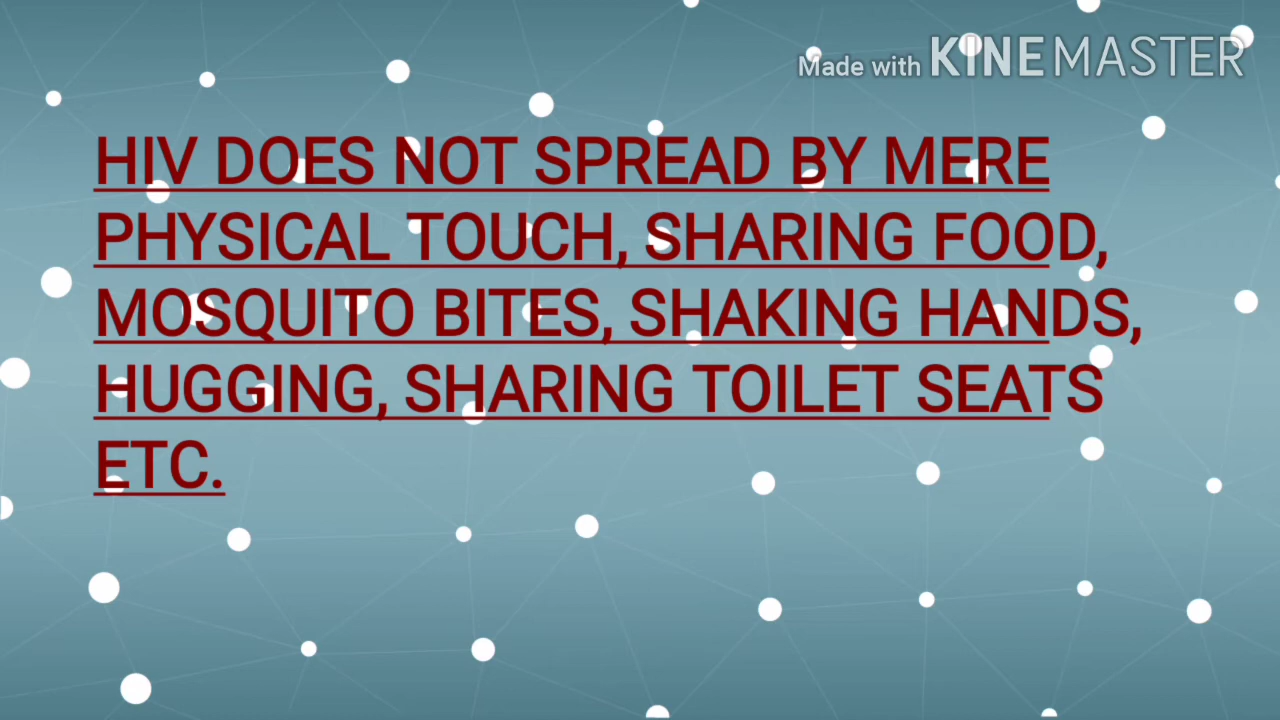 Made with KINEMASTER
HIV DOES NOT SPREAD BY MERE
PHYSICAL TOUCH, SHARING FOOD,
MOSQUITO BITES, SHAKING HANDS,
HUGGING, SHARING TOILET SEATS
ETC.